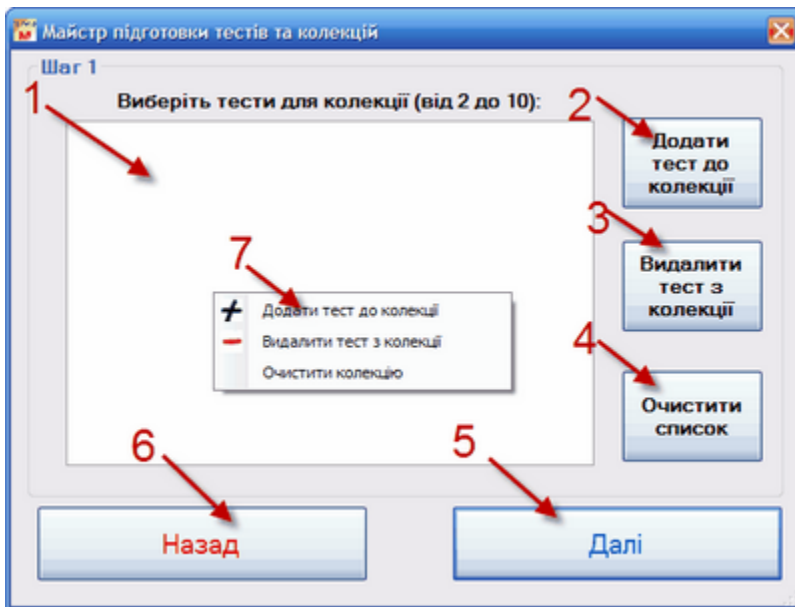 Майстр підготовки тестів та колекцій
Шаг 1
1
Виберіть тести для колекції (від 2 до 10):
2
Додати
тест до
колекції
3
Видалити
тест з
колекції
7
Додати тест до колекції
Видалити тест з колекції
Очистити колекцію
4
Очистити
список
6
Назад
5
Далі